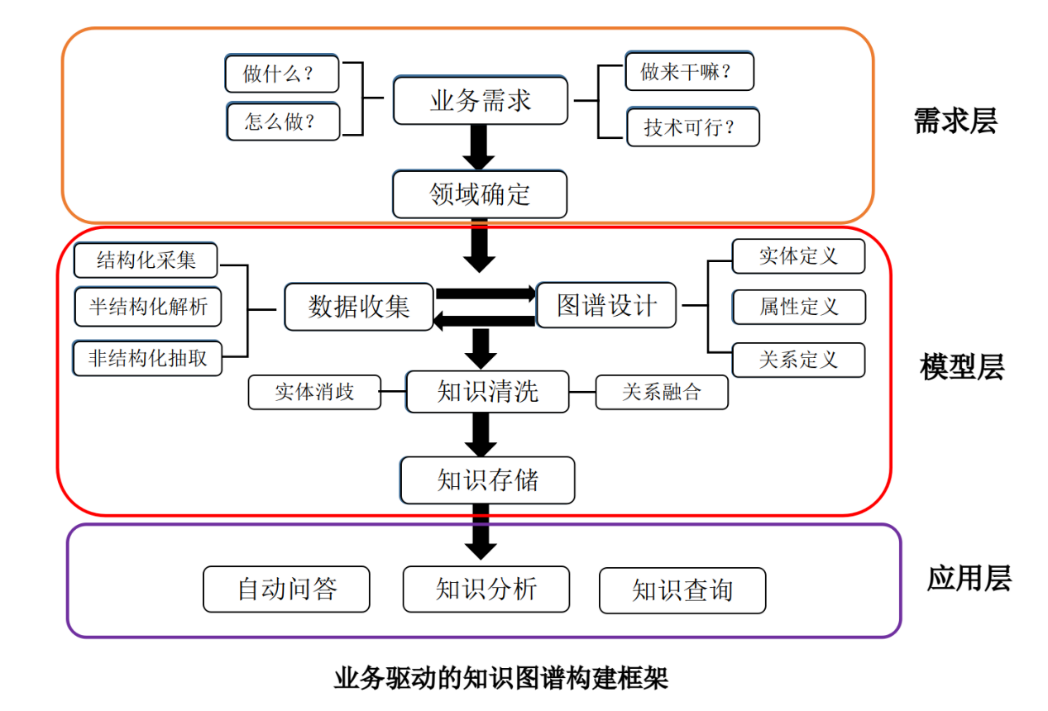 做什么？
做来干嘛？
业务需求
怎么做？
技术可行？
需求层
领域确定
结构化采集
实体定义
半结构化解析
数据收集
图谱设计
属性定义
非结构化抽取
关系定义
模型层
实体消歧
知识清洗
关系融合
知识存储
自动问答
知识分析
知识查询
应用层
业务驱动的知识图谱构建框架